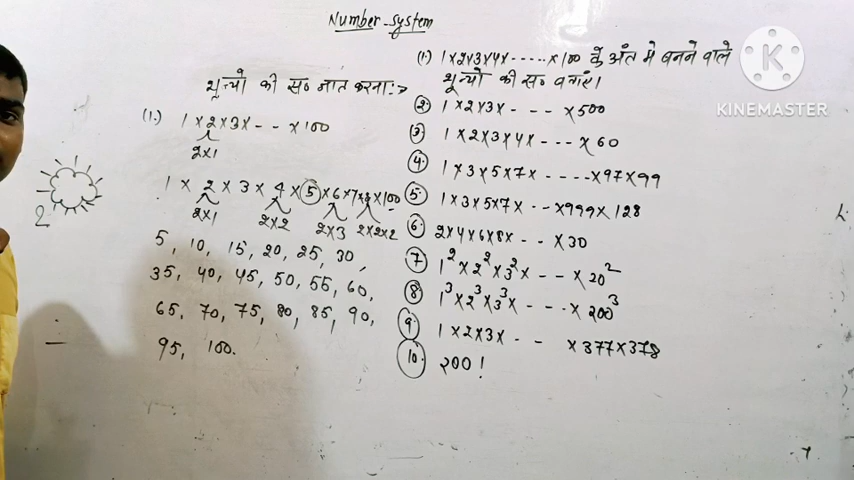 Number-system
शून्यो की सं० ज्ञात करना:→
(1.) 1 × 2 × 3 × - - - × 100
2×1
1 × 2 × 3 × 4 × 5 × 6 × 7 × 8 × 100
2×1 2×2 2×3 2×2×2
5, 10, 15, 20, 25, 30,
35, 40, 45, 50, 55, 60,
65, 70, 75, 80, 85, 90,
95, 100.
2
(1.) 1×2×3×4×-----×100 के अंत मे बनने वाले
शून्यो की सं० बताएं।
(2) 1×2×3×- - - - ×500
(3) 1×2×3×4×- - - ×60
(4.) 1×3×5×7×- - - - -×97×99
(5.) 1×3×5×7×- - -×999×128
(6) 2×4×6×8×- - ×30
(7) 1²×2²×3²×- - - ×20²
(8) 1³×2³×3³×- - - - ×200³
(9) 1×2×3×- - - ×377×378
(10.) 200!
KINEMASTER